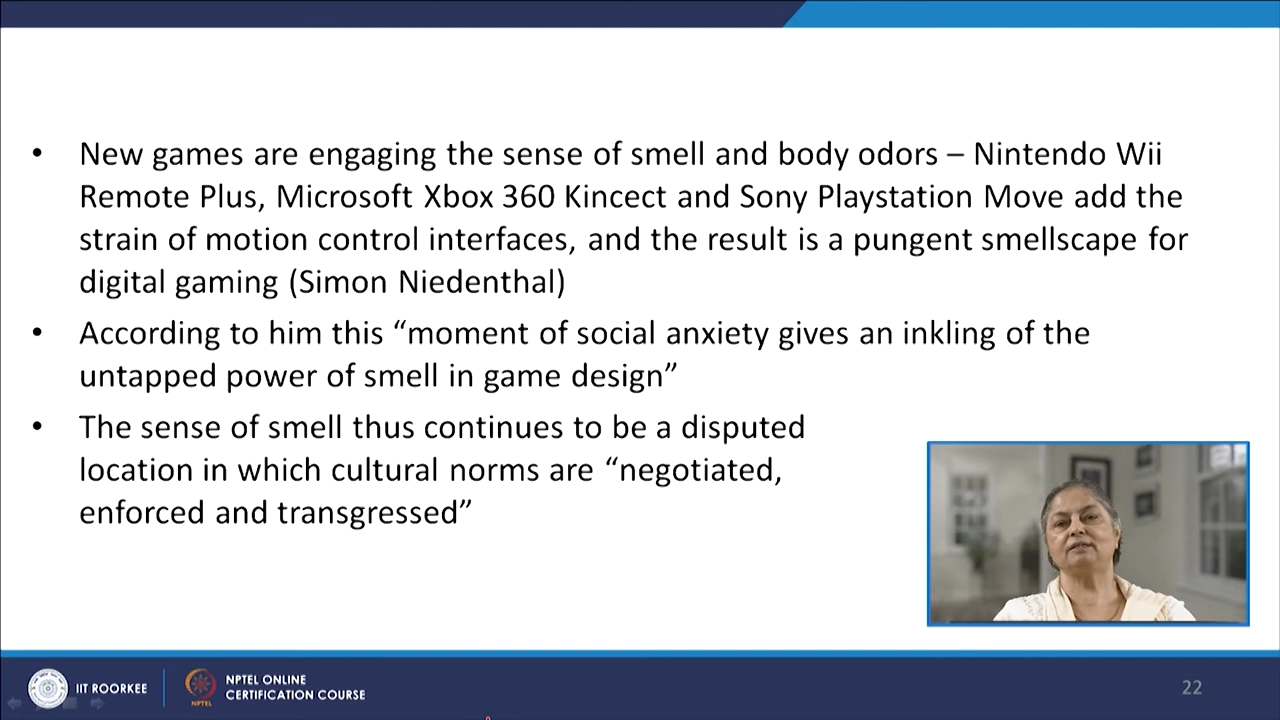 • New games are engaging the sense of smell and body odors – Nintendo Wii
Remote Plus, Microsoft Xbox 360 Kincect and Sony Playstation Move add the
strain of motion control interfaces, and the result is a pungent smellscape for
digital gaming (Simon Niedenthal)
• According to him this “moment of social anxiety gives an inkling of the
untapped power of smell in game design”
• The sense of smell thus continues to be a disputed
location in which cultural norms are “negotiated,
enforced and transgressed”
IIT ROORKEE
NPTEL
NPTEL ONLINE
CERTIFICATION COURSE
22